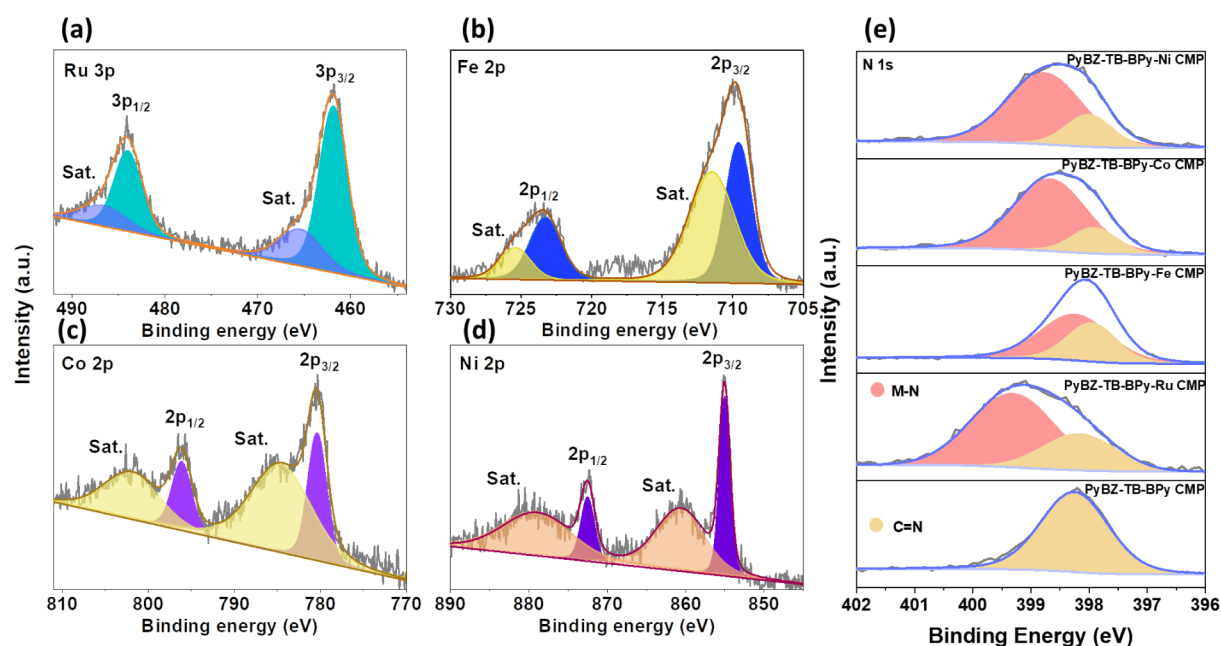 (a)
Ru 3p
3p1/2
3p3/2
Sat.
Sat.
490
480
470
460
Binding energy (eV)
(b)
Fe 2p
2p3/2
2p1/2
Sat.
Sat.
730
725
720
715
710
705
Binding energy (eV)
(c)
Co 2p
2p3/2
2p1/2
Sat.
Sat.
810
800
790
780
770
Binding energy (eV)
(d)
Ni 2p
2p3/2
2p1/2
Sat.
Sat.
890
880
870
860
850
Binding energy (eV)
Intensity (a.u.)
(e)
N 1s
PyBZ-TB-BPy-Ni CMP
PyBZ-TB-BPy-Co CMP
PyBZ-TB-BPy-Fe CMP
PyBZ-TB-BPy-Ru CMP
M-N
PyBZ-TB-BPy CMP
C=N
402
401
400
399
398
397
396
Binding Energy (eV)
Intensity (a.u.)